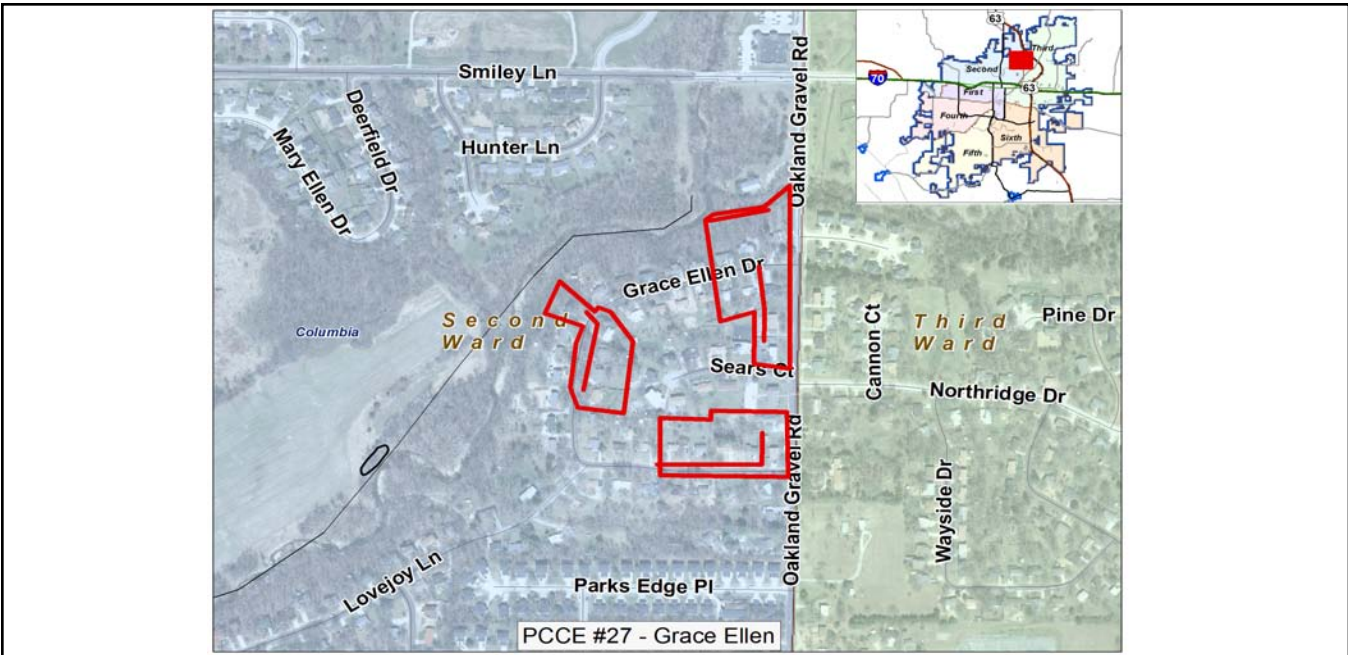 Smiley Ln
Deerfield Dr
Mary Ellen Dr
Hunter Ln
Oakland Gravel Rd
63
Third
Second
70
63
First
Fourth
Sixth
Fifth
Grace Ellen Dr
Columbia
Second
Ward
Third
Ward
Pine Dr
Cannon Ct
Sears Ct
Northridge Dr
Oakland Gravel Rd
Wayside Dr
Lovejoy Ln
Parks Edge Pl
PCCE #27 - Grace Ellen